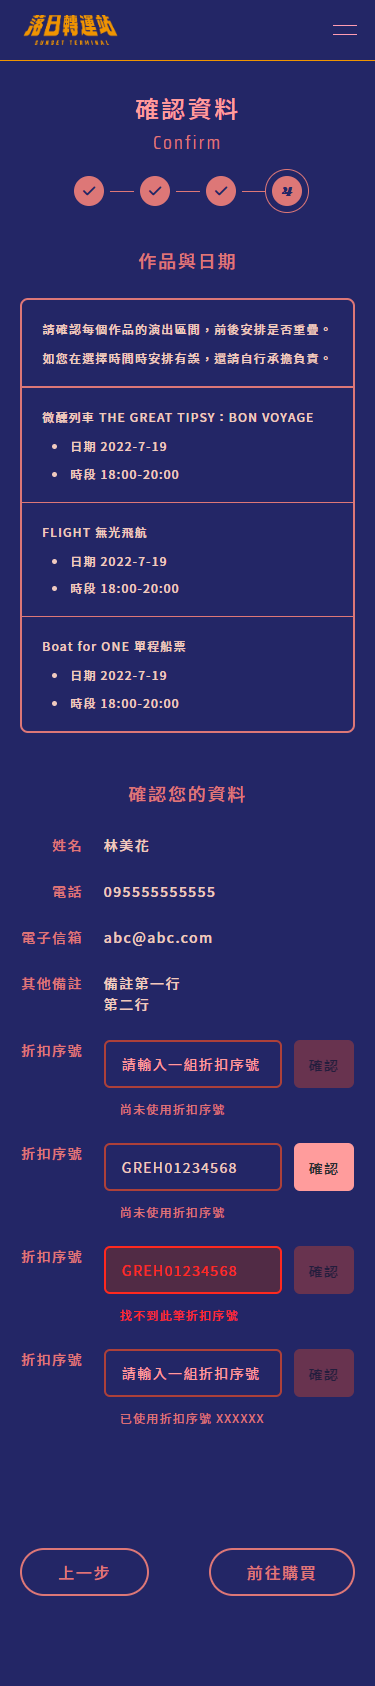 落日轉運站
SUNSET TERMINAL
確認資料
Confirm
4
作品與日期
請確認每個作品的演出區間，前後安排是否重疊。
如您在選擇時間時安排有誤，還請自行承擔負責。
微醺列車 THE GREAT TIPSY：BON VOYAGE
• 日期 2022-7-19
• 時段 18:00-20:00
FLIGHT 無光飛航
• 日期 2022-7-19
• 時段 18:00-20:00
Boat for ONE 單程船票
• 日期 2022-7-19
• 時段 18:00-20:00
確認您的資料
姓名 林美花
電話 095555555555
電子信箱 abc@abc.com
其他備註 備註第一行
第二行
折扣序號 請輸入一組折扣序號 確認
尚未使用折扣序號
折扣序號 GREH01234568 確認
尚未使用折扣序號
折扣序號 GREH01234568 確認
找不到此筆折扣序號
折扣序號 請輸入一組折扣序號 確認
已使用折扣序號 XXXXXX
上一步 前往購買